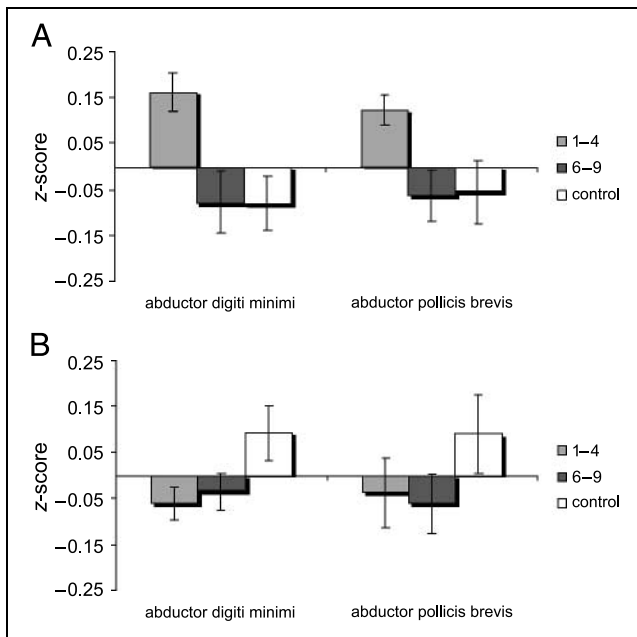 A
0.25
0.15
0.05
−0.05
−0.15
−0.25
z-score
abductor digiti minimi abductor pollicis brevis
1–4
6–9
control
B
0.25
0.15
0.05
−0.05
−0.15
−0.25
z-score
abductor digiti minimi abductor pollicis brevis
1–4
6–9
control